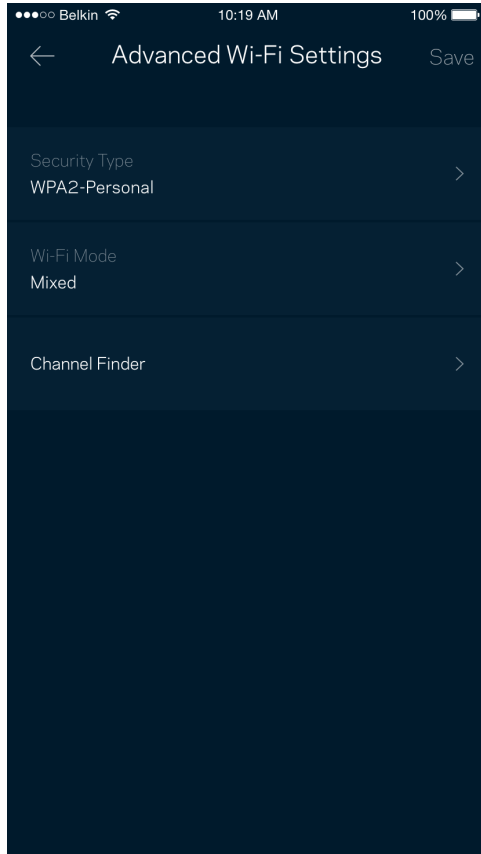 Belkin 10:19 AM 100%
Advanced Wi-Fi Settings Save
Security Type
WPA2-Personal
Wi-Fi Mode
Mixed
Channel Finder